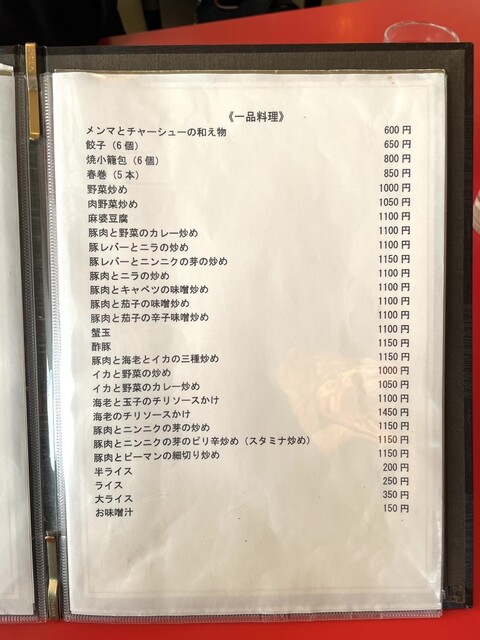 《一品料理》
メンマとチャーシューの和え物 600円
餃子（6個） 650円
焼小籠包（6個） 800円
春巻（5本） 850円
野菜炒め 1000円
肉野菜炒め 1050円
麻婆豆腐 1100円
豚肉と野菜のカレー炒め 1100円
豚レバーとニラの炒め 1100円
豚レバーとニンニクの芽の炒め 1150円
豚肉とニラの炒め 1100円
豚肉とキャベツの味噌炒め 1100円
豚肉と茄子の味噌炒め 1100円
豚肉と茄子の辛子味噌炒め 1100円
蟹玉 1100円
酢豚 1150円
豚肉と海老とイカの三種炒め 1150円
イカと野菜の炒め 1000円
イカと野菜のカレー炒め 1050円
海老と玉子のチリソースかけ 1100円
海老のチリソースかけ 1450円
豚肉とニンニクの芽の炒め 1150円
豚肉とニンニクの芽のピリ辛炒め（スタミナ炒め） 1150円
豚肉とピーマンの細切り炒め 1150円
半ライス 200円
ライス 250円
大ライス 350円
お味噌汁 150円